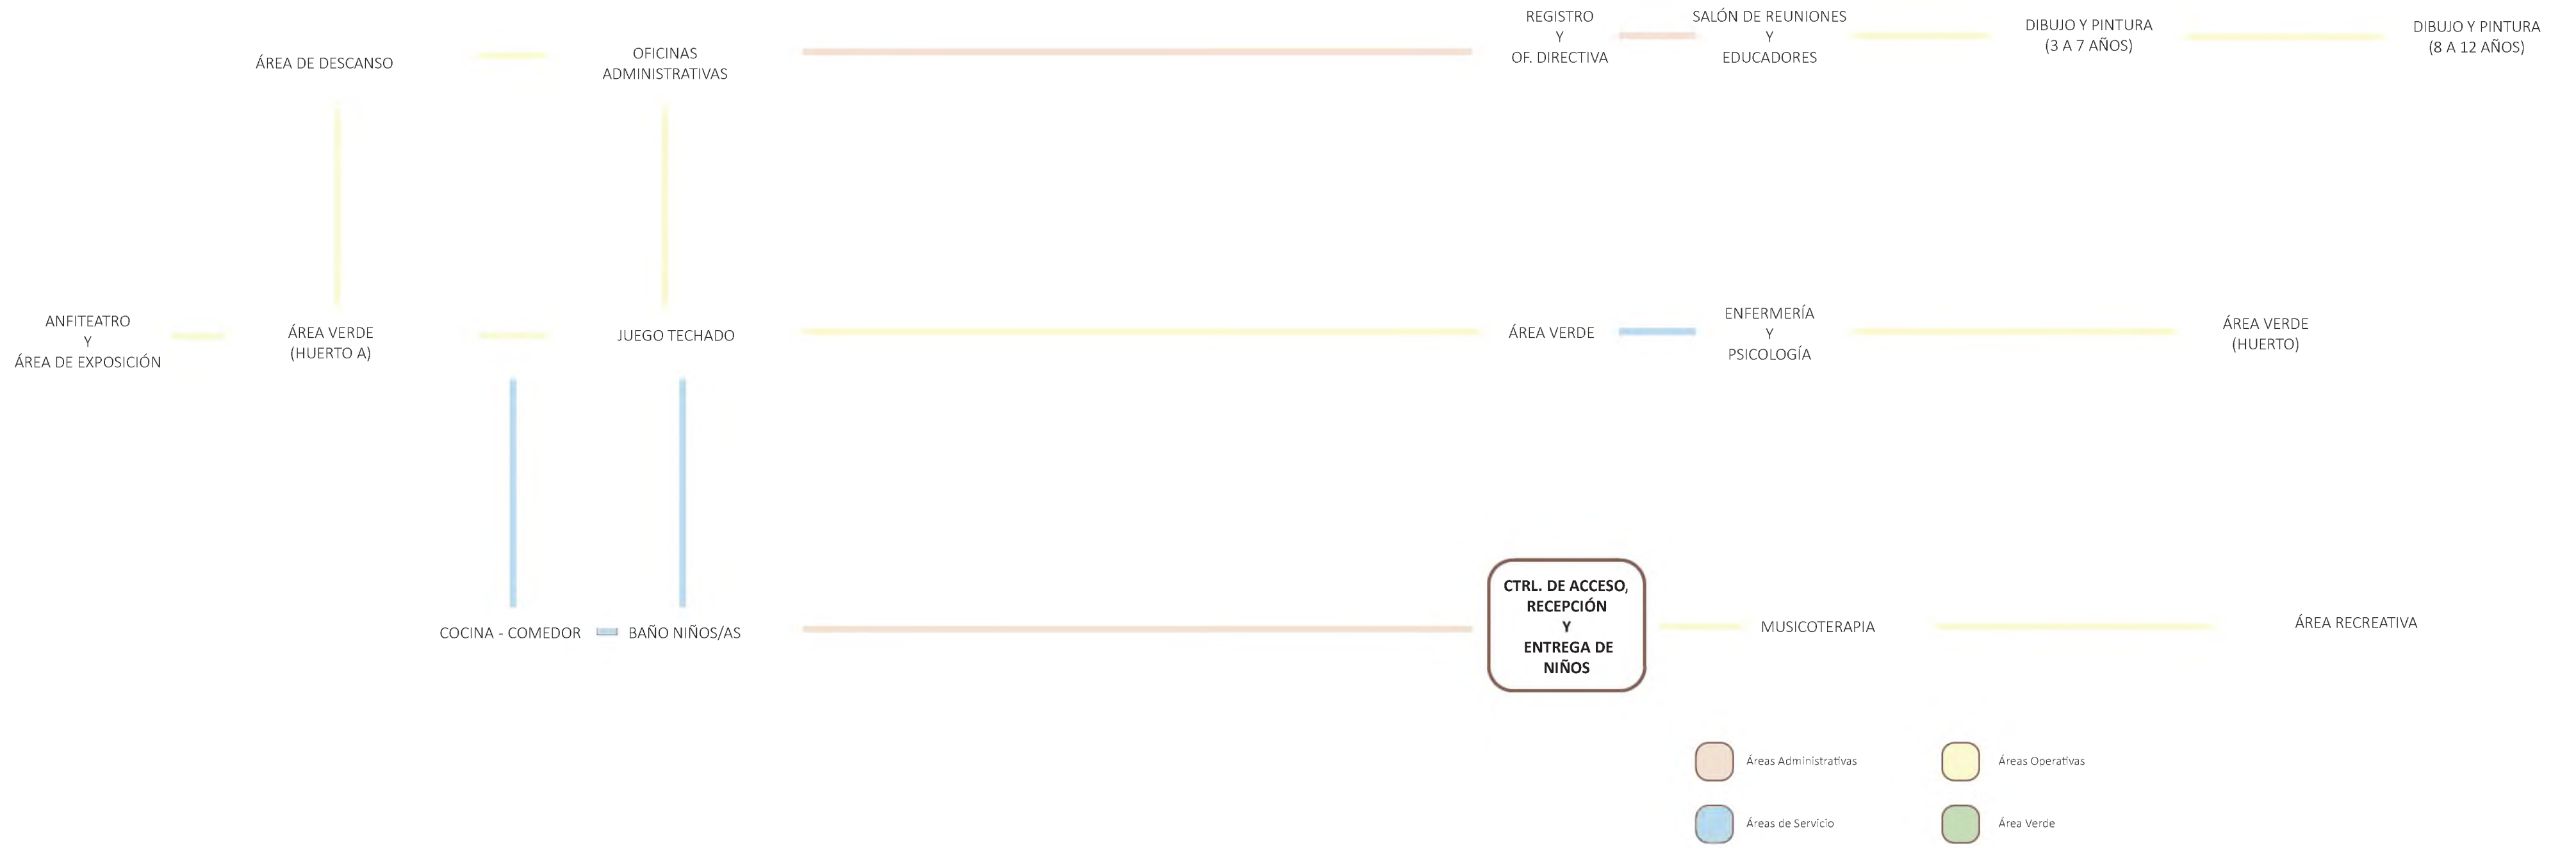 ÁREA DE DESCANSO
OFICINAS
ADMINISTRATIVAS
REGISTRO
Y
OF. DIRECTIVA
SALÓN DE REUNIONES
Y
EDUCADORES
DIBUJO Y PINTURA
(3 A 7 AÑOS)
DIBUJO Y PINTURA
(8 A 12 AÑOS)
ANFITEATRO
Y
ÁREA DE EXPOSICIÓN
ÁREA VERDE
(HUERTO A)
JUEGO TECHADO
ÁREA VERDE
ENFERMERÍA
Y
PSICOLOGÍA
ÁREA VERDE
(HUERTO)
COCINA - COMEDOR
BAÑO NIÑOS/AS
CTRL. DE ACCESO,
RECEPCIÓN
Y
ENTREGA DE
NIÑOS
MUSICOTERAPIA
ÁREA RECREATIVA
Áreas Administrativas
Áreas Operativas
Áreas de Servicio
Área Verde